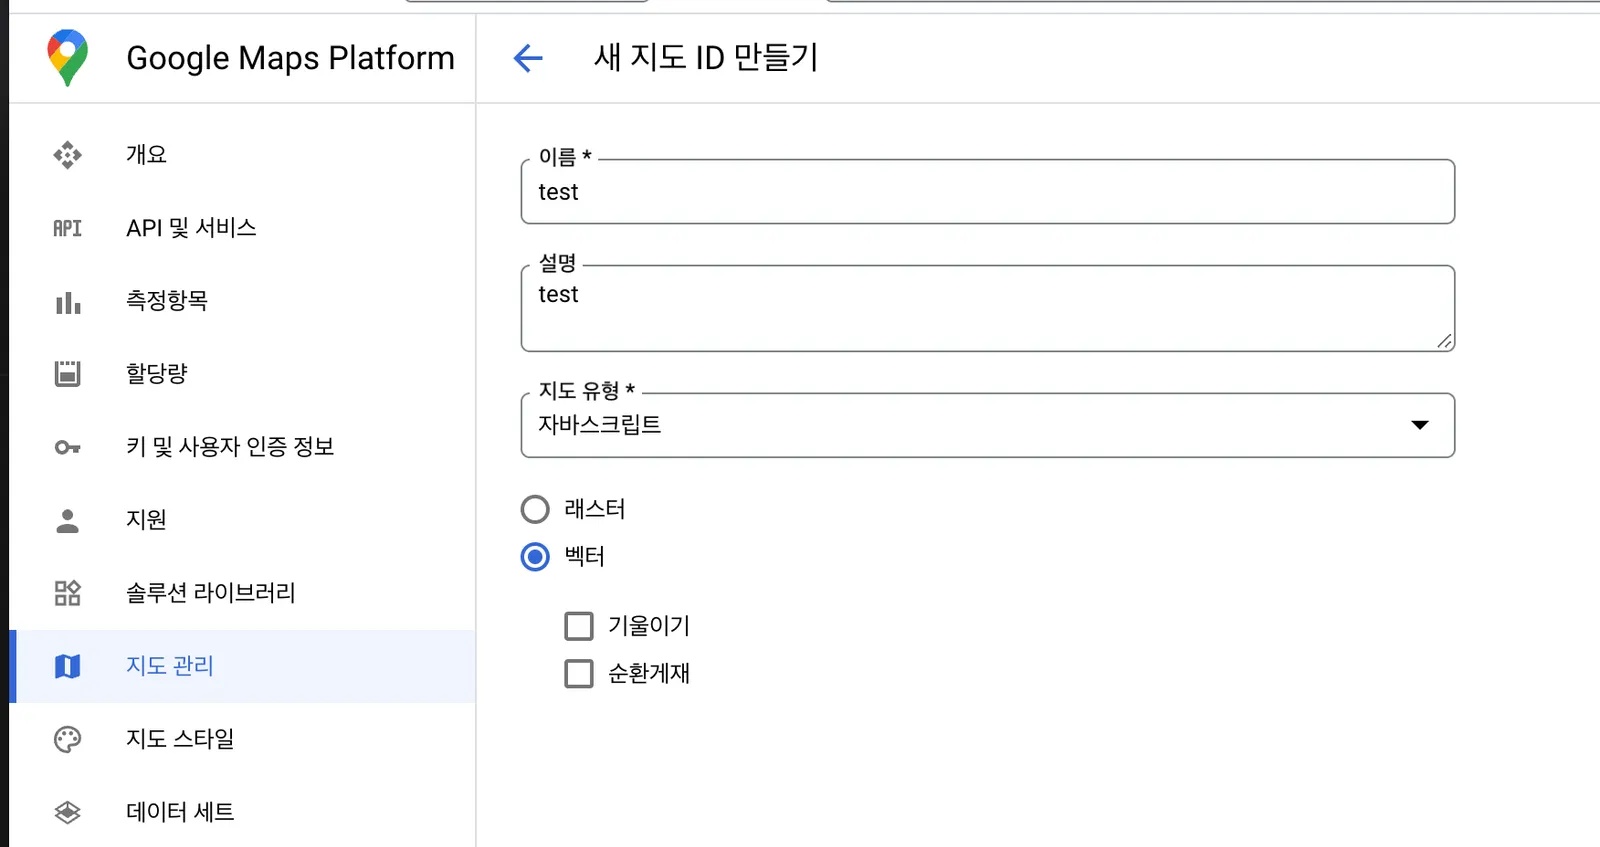 Google Maps Platform
새 지도 ID 만들기
개요
API API 및 서비스
측정항목
할당량
키 및 사용자 인증 정보
지원
솔루션 라이브러리
지도 관리
지도 스타일
데이터 세트
이름 *
test
설명
test
지도 유형 *
자바스크립트
래스터
벡터
기울이기
순환게재